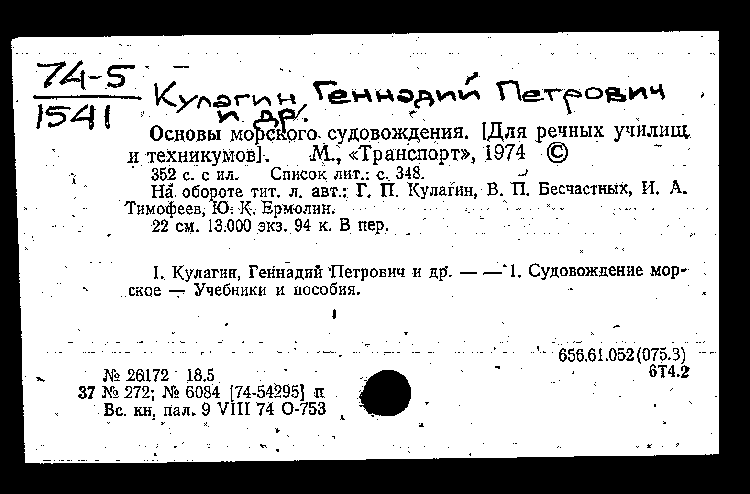 74-5
1541
Кулагин, Геннадий Петрович
и др.
Основы морского судовождения. [Для речных училищ
и техникумов]. М., «Транспорт», 1974 ©
352 с. с ил. Список лит.: с. 348.
На обороте тит. л. авт.: Г. П. Кулагин, В. П. Бесчастных, И. А.
Тимофеев, Ю. К. Ермолин.
22 см. 13.000 экз. 94 к. В пер.
I. Кулагин, Геннадий Петрович и др. — — 1. Судовождение мор-
ское — Учебники и пособия.
656.61.052(075.3)
6Т4.2
№ 26172 18.5
37 № 272; № 6084 [74-54295] п
Вс. кн. пал. 9 VIII 74 О-753